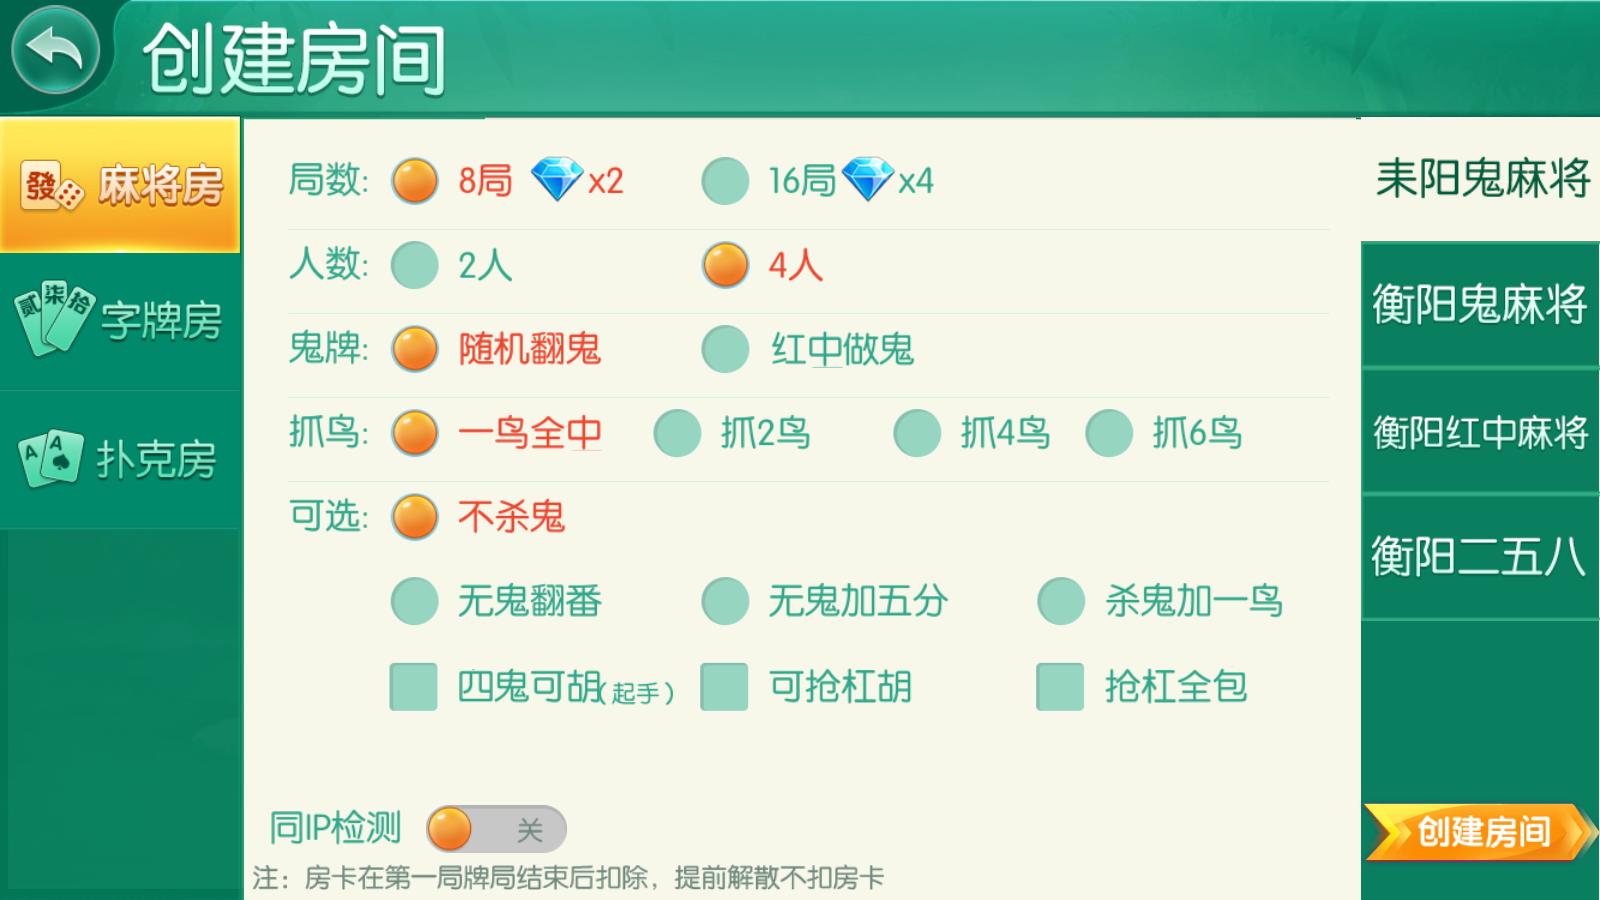 创建房间
發 麻将房
贰 柒 拾 字牌房
A A 扑克房
局数: 8局 x2 16局 x4
人数: 2人 4人
鬼牌: 随机翻鬼 红中做鬼
抓鸟: 一鸟全中 抓2鸟 抓4鸟 抓6鸟
可选: 不杀鬼
无鬼翻番 无鬼加五分 杀鬼加一鸟
四鬼可胡(起手) 可抢杠胡 抢杠全包
同IP检测 关
注：房卡在第一局牌局结束后扣除，提前解散不扣房卡
耒阳鬼麻将
衡阳鬼麻将
衡阳红中麻将
衡阳二五八
创建房间